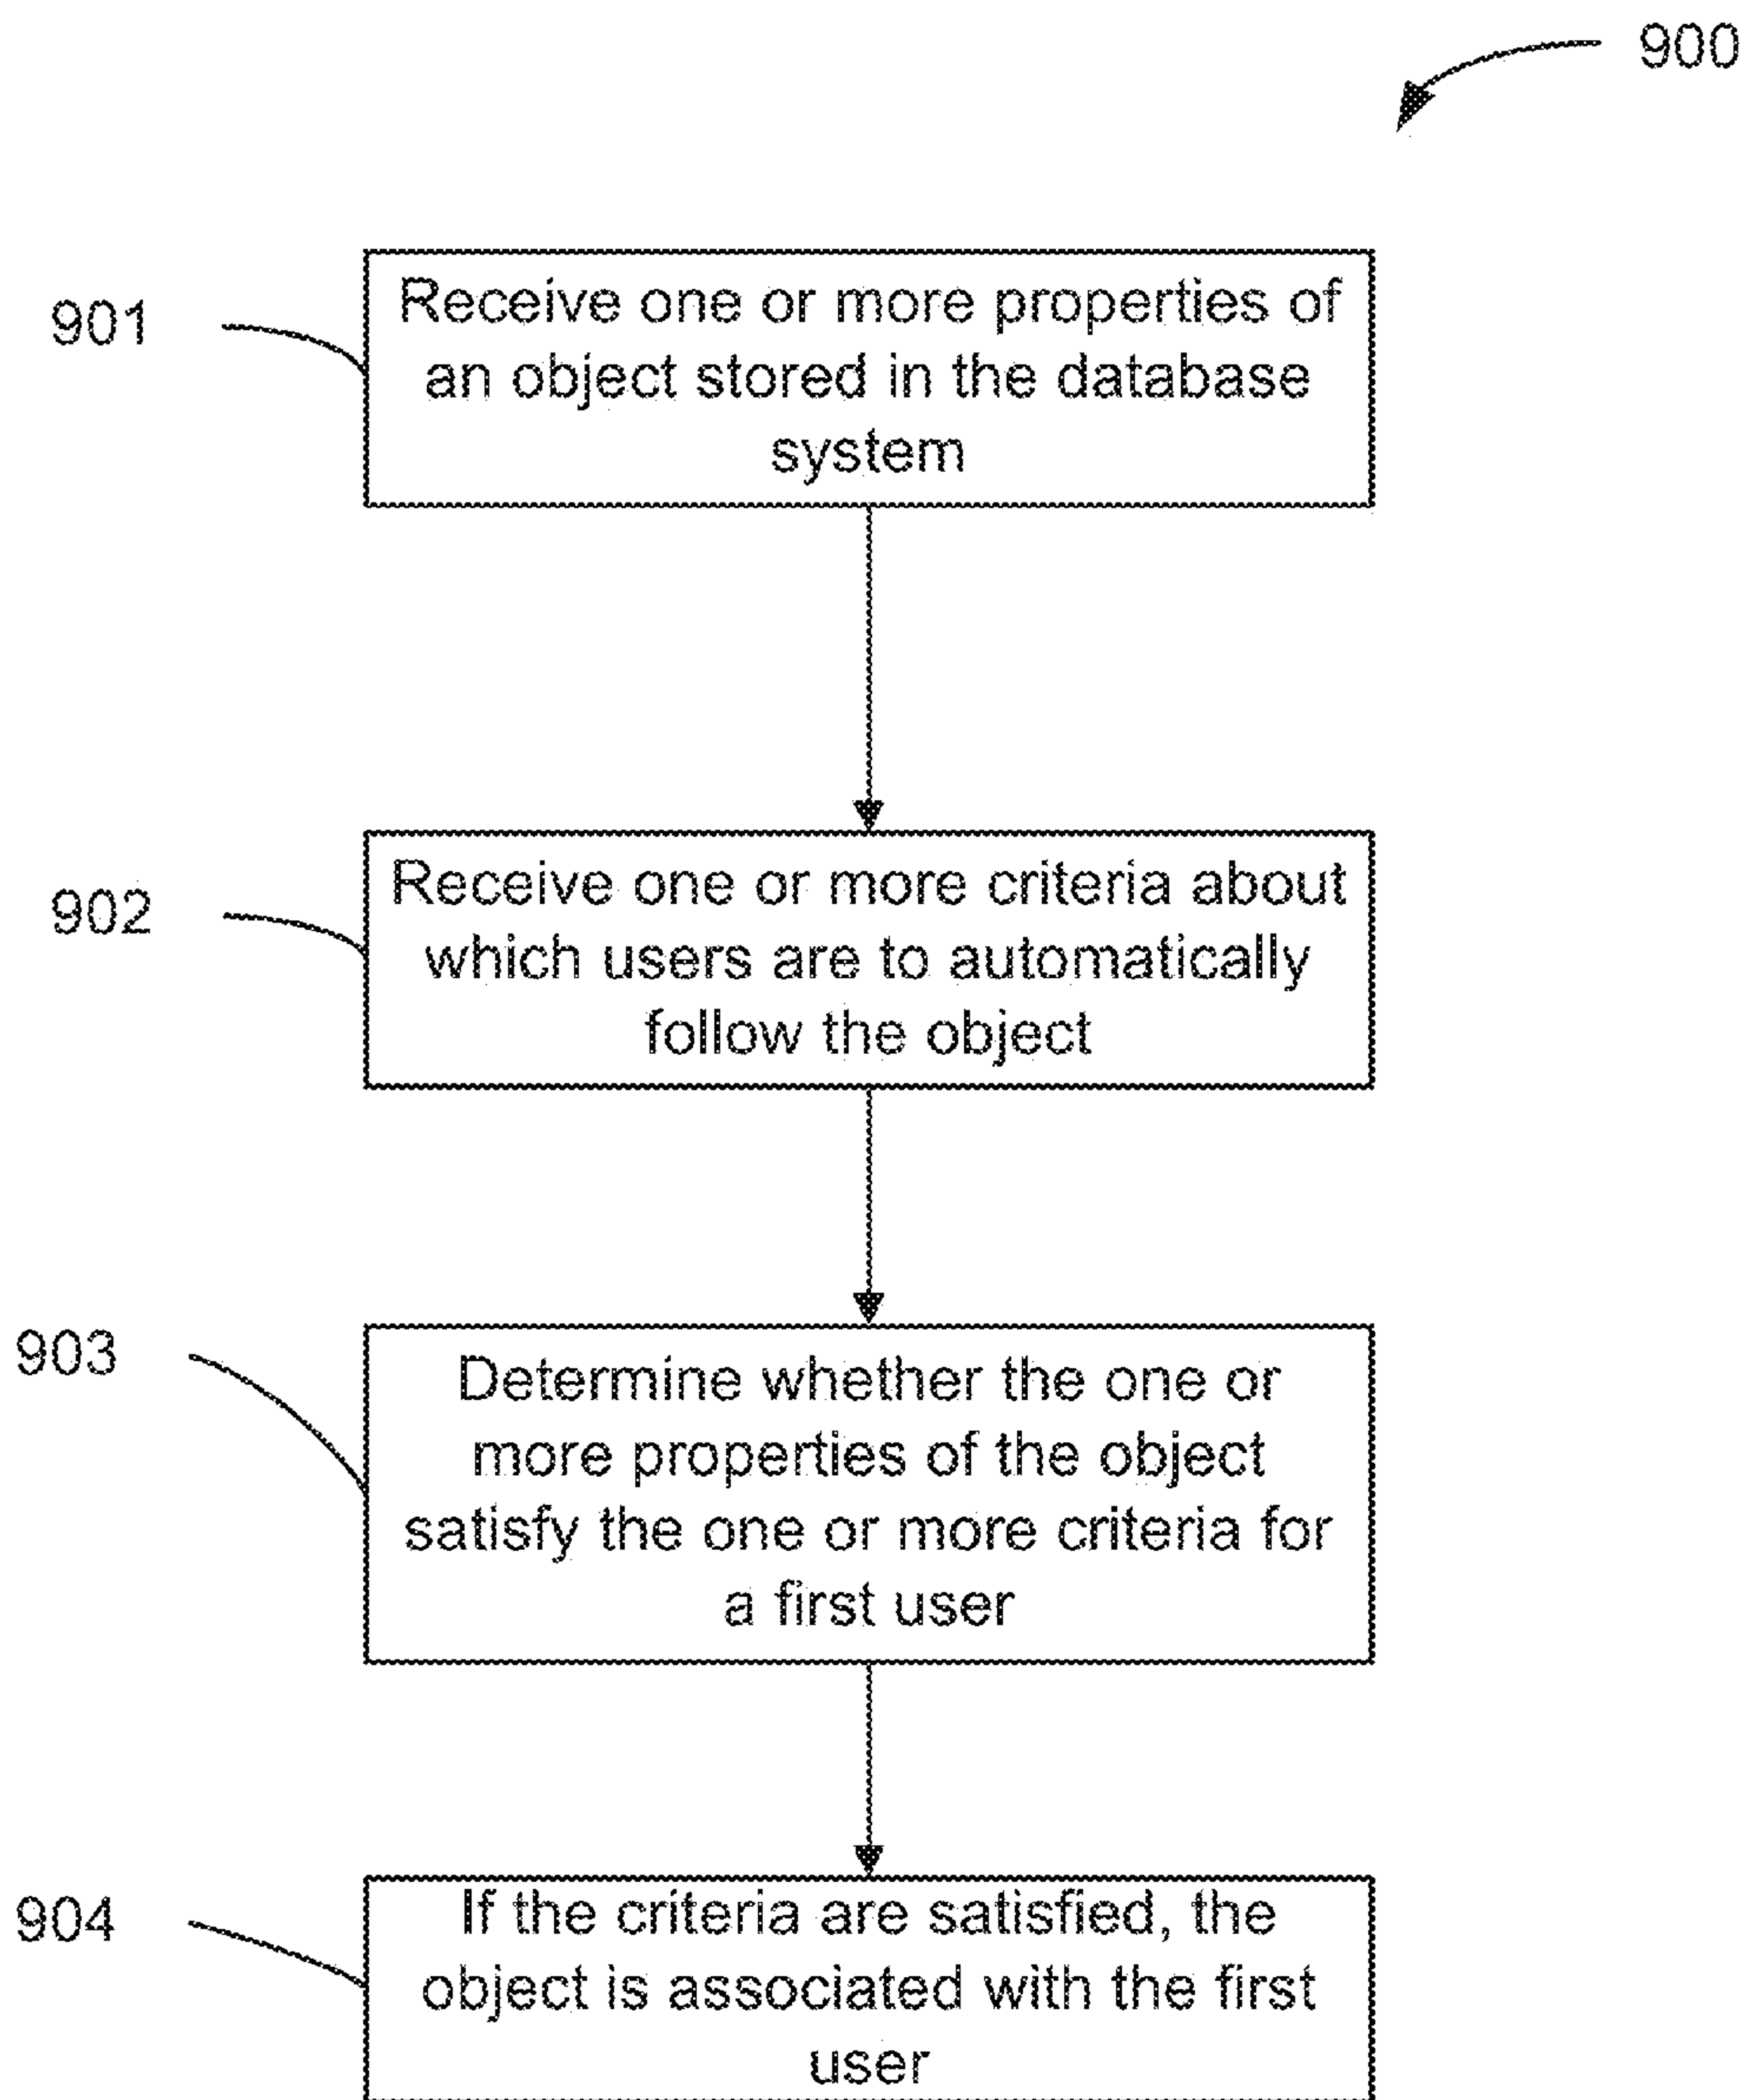 900
901
Receive one or more properties of
an object stored in the database
system
902
Receive one or more criteria about
which users are to automatically
follow the object
903
Determine whether the one or
more properties of the object
satisfy the one or more criteria for
a first user
904
If the criteria are satisfied, the
object is associated with the first
user